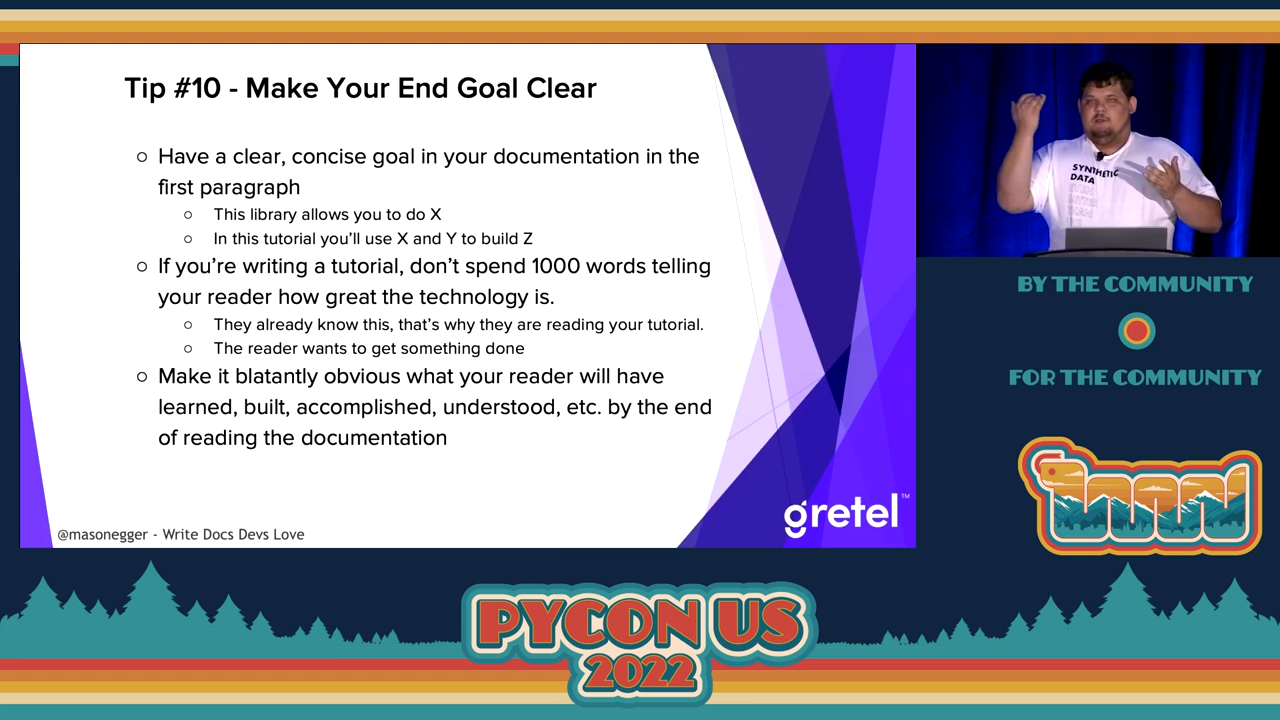 Tip #10 - Make Your End Goal Clear
○ Have a clear, concise goal in your documentation in the
first paragraph
○ This library allows you to do X
○ In this tutorial you’ll use X and Y to build Z
○ If you’re writing a tutorial, don’t spend 1000 words telling
your reader how great the technology is.
○ They already know this, that’s why they are reading your tutorial.
○ The reader wants to get something done
○ Make it blatantly obvious what your reader will have
learned, built, accomplished, understood, etc. by the end
of reading the documentation
gretel™
@masonegger - Write Docs Devs Love
SYNTHETIC
DATA
BY THE COMMUNITY
FOR THE COMMUNITY
PYCON US
2022